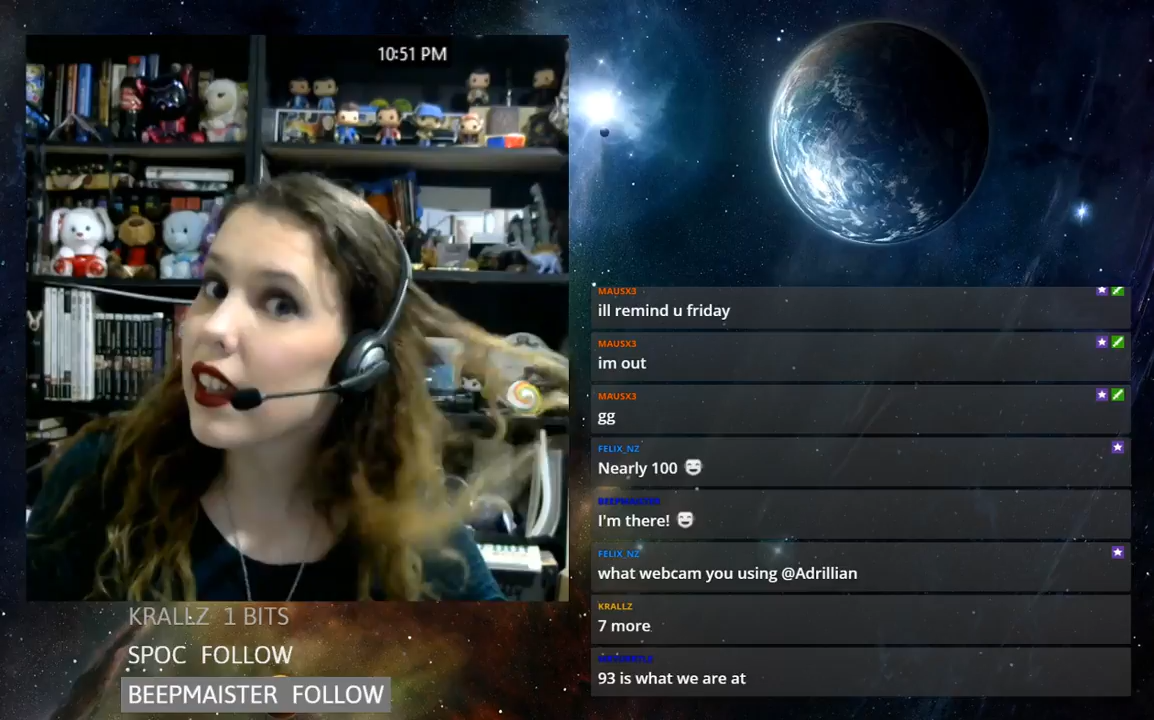 10:51 PM
KRALLZ 1 BITS
SPOC FOLLOW
BEEPMAISTER FOLLOW
MAUSX3
ill remind u friday
MAUSX3
im out
MAUSX3
gg
FELIX_NZ
Nearly 100
BEEPMAISTER
I'm there!
FELIX_NZ
what webcam you using @Adrillian
KRALLZ
7 more
93 is what we are at